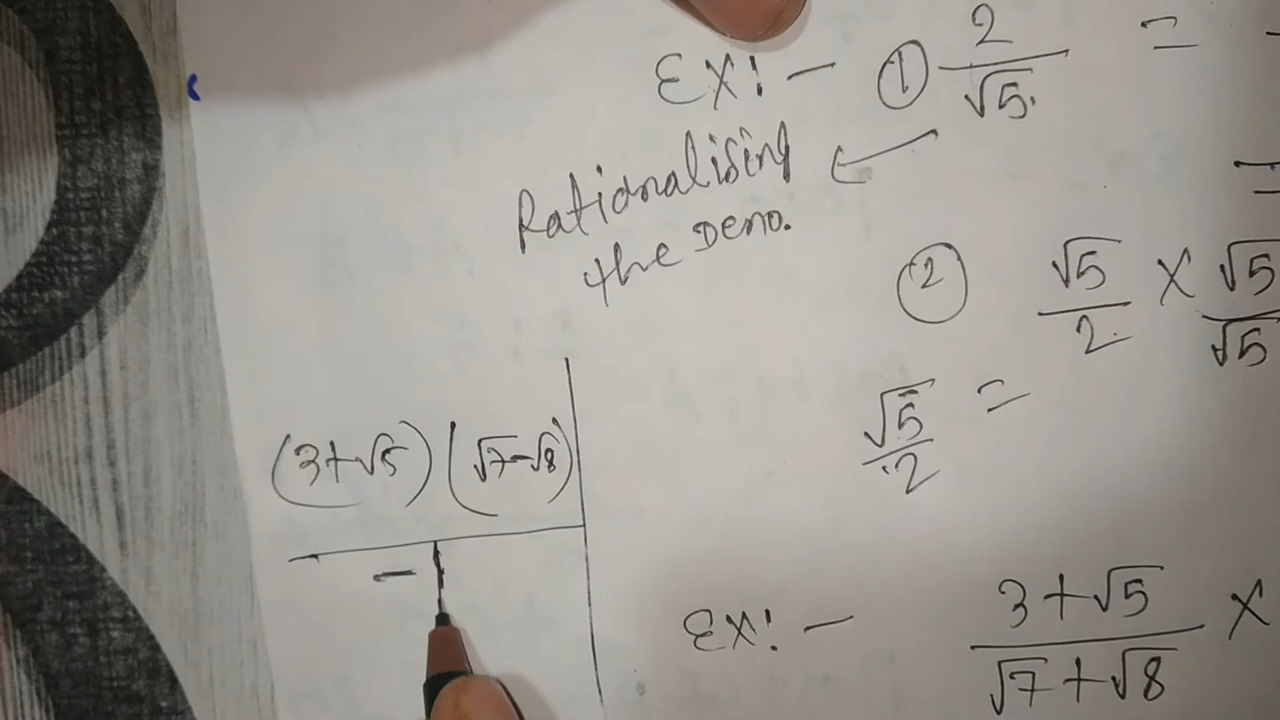 Ex! - ① 2/√5 =
Rationalising
the Deno.
② √5/2 × √5/√5
√5/2 =
(3+√5)(√7-√8)/-1
Ex! - 3+√5/√7+√8 ×